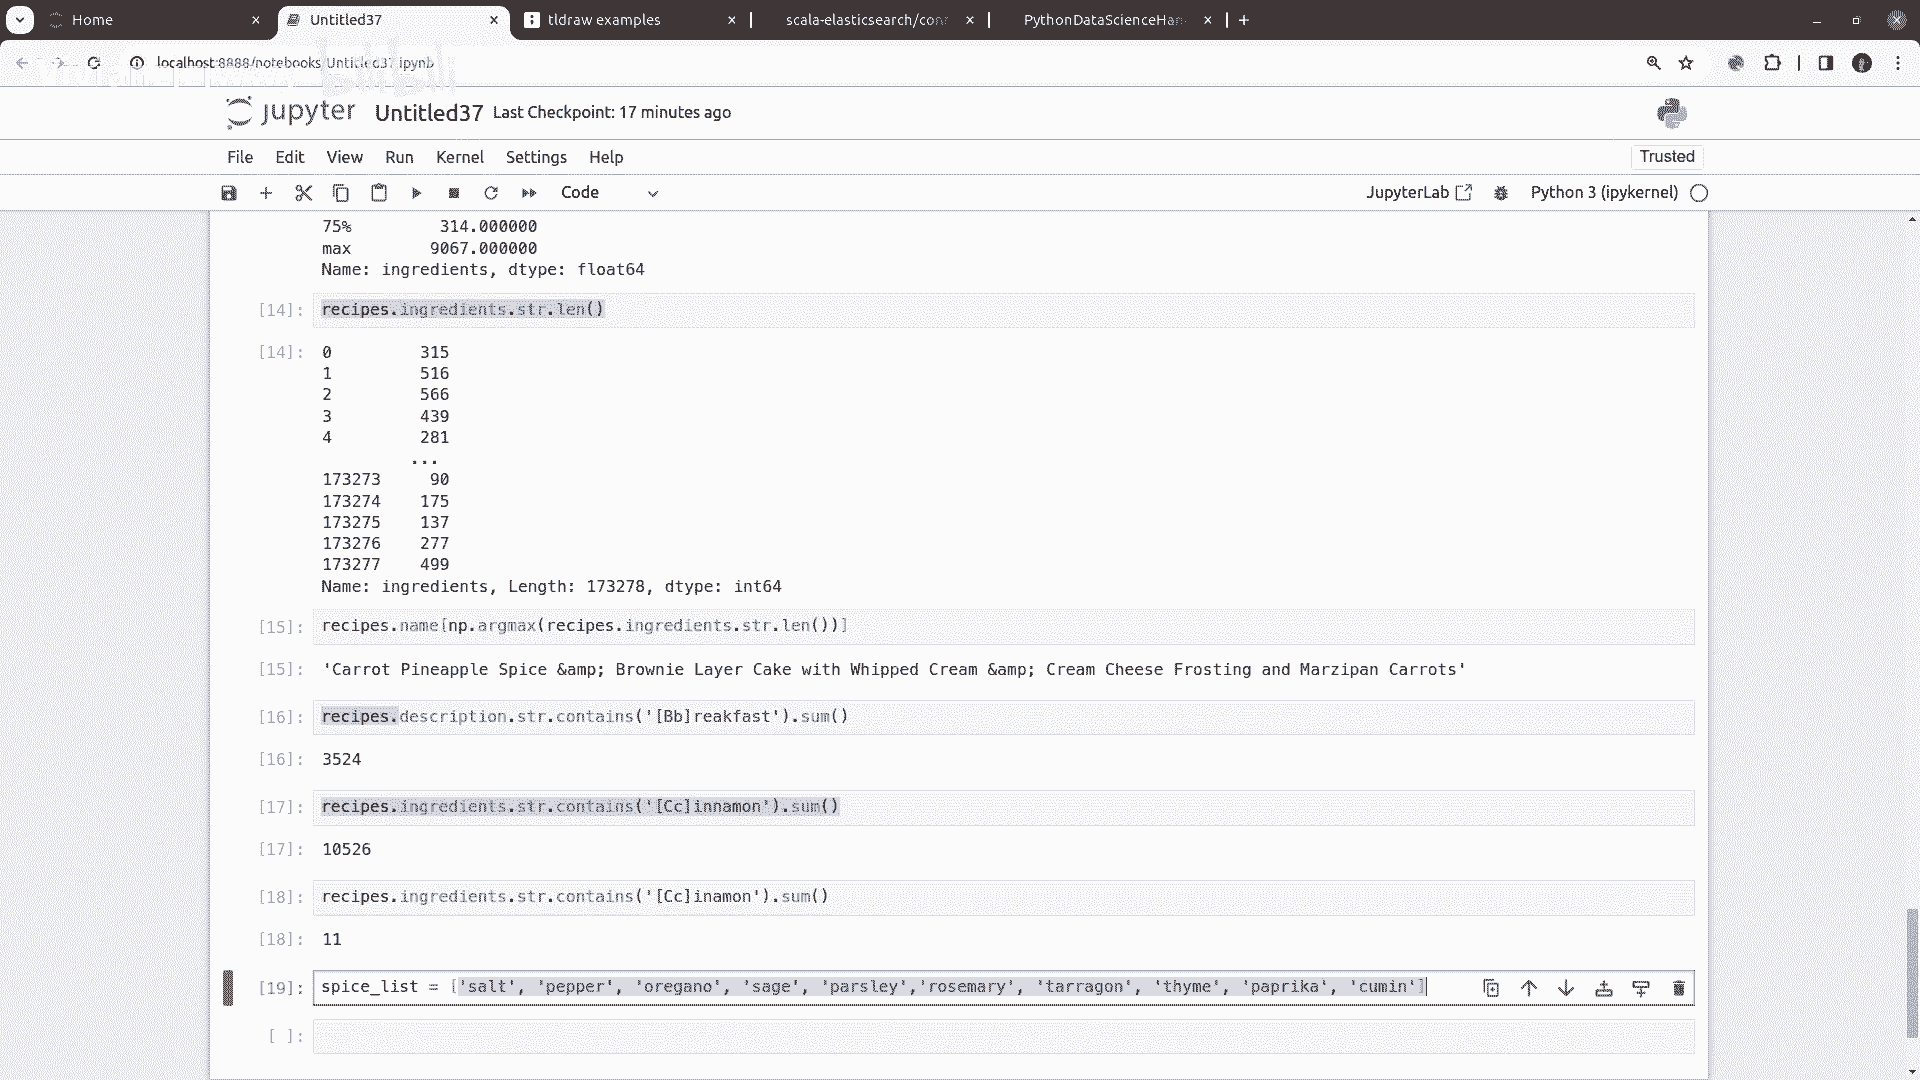 Home
Untitled37
tldraw examples
scala-elasticsearch/con
PythonDataScienceHan
localhost:8888/notebooks/Untitled37.ipynb
jupyter Untitled37 Last Checkpoint: 17 minutes ago
File Edit View Run Kernel Settings Help
Trusted
Code
JupyterLab
Python 3 (ipykernel)
75% 314.000000
max 9067.000000
Name: ingredients, dtype: float64
[14]: recipes.ingredients.str.len()
[14]: 0 315
1 516
2 566
3 439
4 281
...
173273 90
173274 175
173275 137
173276 277
173277 499
Name: ingredients, Length: 173278, dtype: int64
[15]: recipes.name[np.argmax(recipes.ingredients.str.len())]
[15]: 'Carrot Pineapple Spice &amp; Brownie Layer Cake with Whipped Cream &amp; Cream Cheese Frosting and Marzipan Carrots'
[16]: recipes.description.str.contains('[Bb]reakfast').sum()
[16]: 3524
[17]: recipes.ingredients.str.contains('[Cc]innamon').sum()
[17]: 10526
[18]: recipes.ingredients.str.contains('[Cc]inamon').sum()
[18]: 11
[19]: spice_list = ['salt', 'pepper', 'oregano', 'sage', 'parsley','rosemary', 'tarragon', 'thyme', 'paprika', 'cumin']
[ ]: